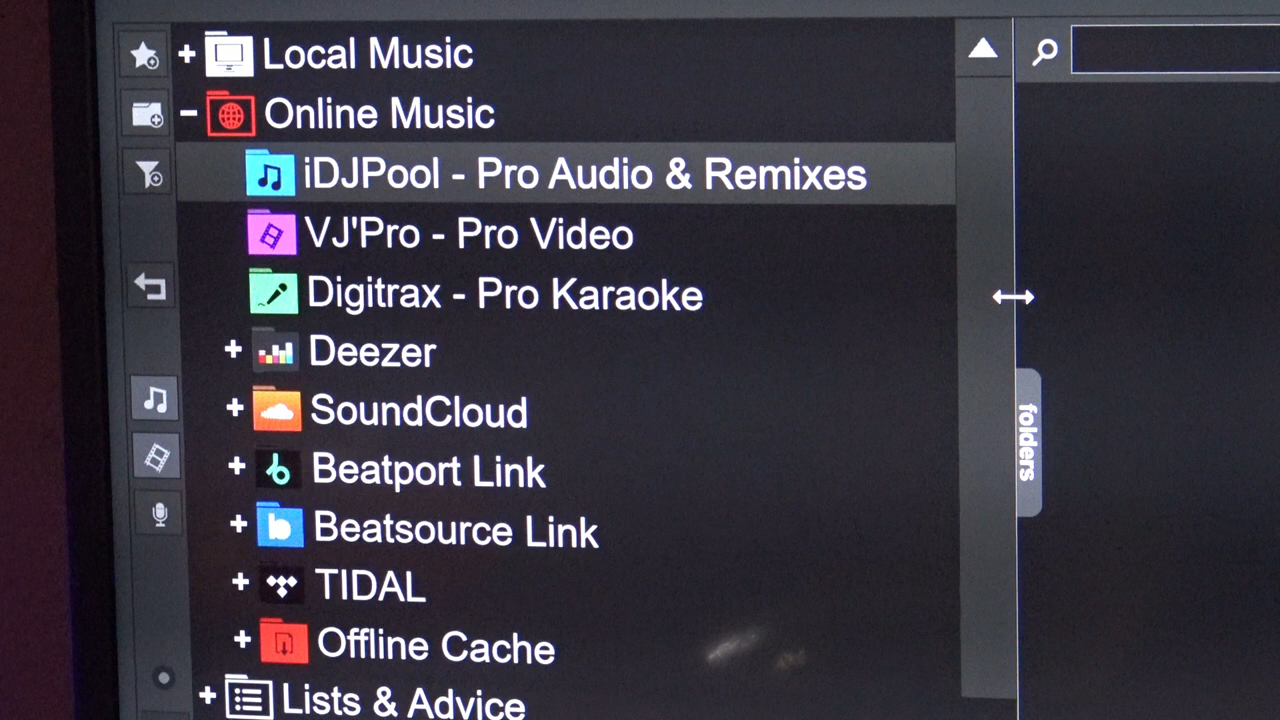 Local Music
Online Music
iDJPool - Pro Audio & Remixes
VJ'Pro - Pro Video
Digitrax - Pro Karaoke
Deezer
SoundCloud
Beatport Link
Beatsource Link
TIDAL
Offline Cache
Lists & Advice
folders